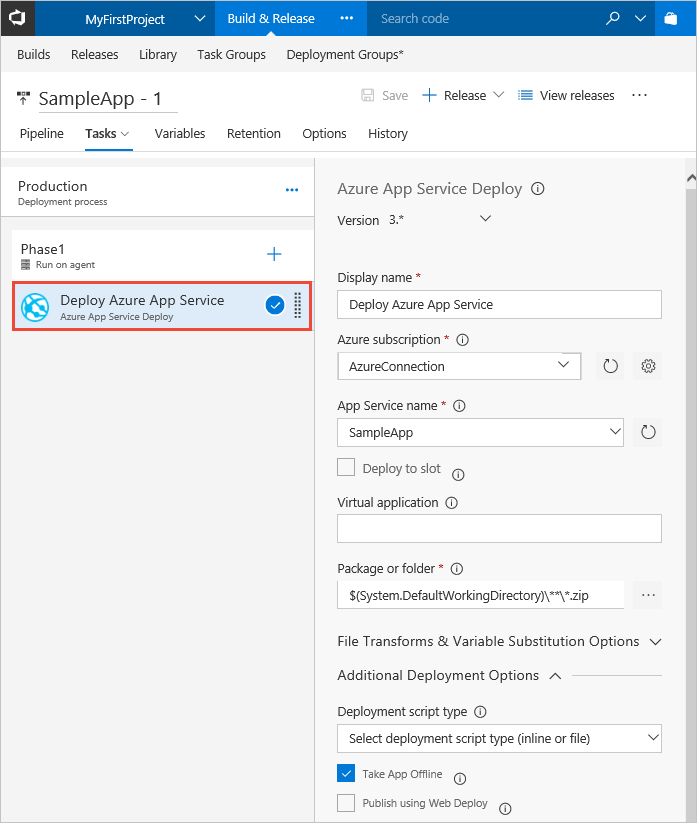 MyFirstProject Build & Release ••• Search code
Builds Releases Library Task Groups Deployment Groups*
SampleApp - 1 Save Release View releases ···
Pipeline Tasks Variables Retention Options History
Production
Deployment process
Phase1
Run on agent
Deploy Azure App Service
Azure App Service Deploy
Azure App Service Deploy
Version 3.*
Display name *
Deploy Azure App Service
Azure subscription *
AzureConnection
App Service name *
SampleApp
Deploy to slot
Virtual application
Package or folder *
$(System.DefaultWorkingDirectory)\**\*.zip
File Transforms & Variable Substitution Options
Additional Deployment Options
Deployment script type
Select deployment script type (inline or file)
Take App Offline
Publish using Web Deploy